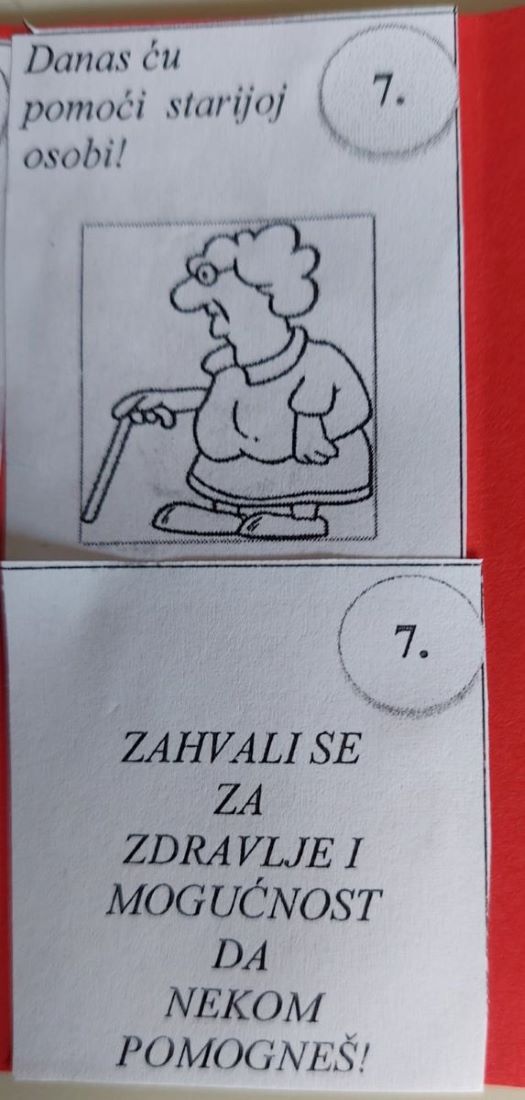 Danas ću
pomoći starijoj
osobi!
7.
7.
ZAHVALI SE
ZA
ZDRAVLJE I
MOGUĆNOST
DA
NEKOM
POMOGNEŠ!